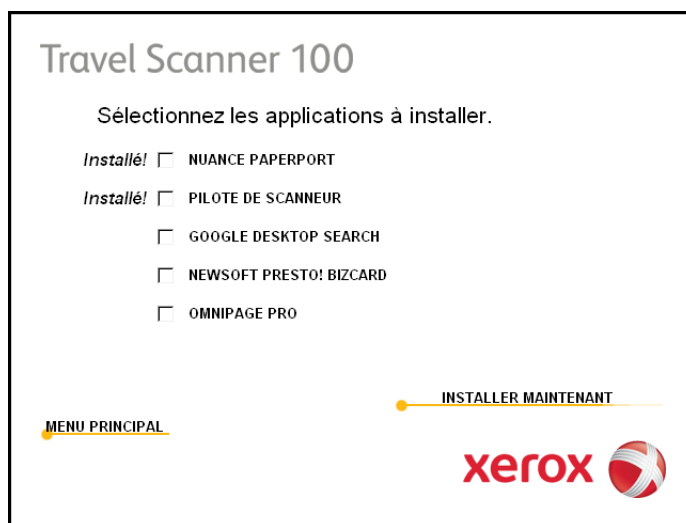 Travel Scanner 100
Sélectionnez les applications à installer.
Installé! NUANCE PAPERPORT
Installé! PILOTE DE SCANNEUR
GOOGLE DESKTOP SEARCH
NEWSOFT PRESTO! BIZCARD
OMNIPAGE PRO
INSTALLER MAINTENANT
MENU PRINCIPAL
xerox